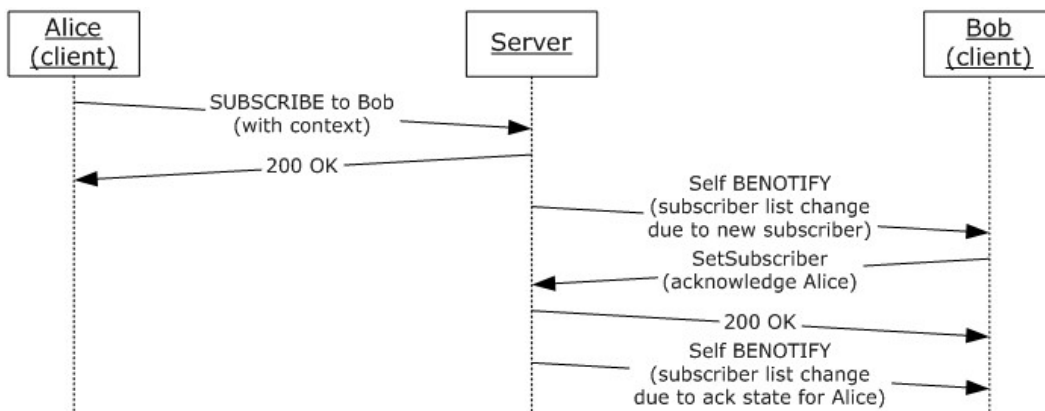 Alice
(client)
Server
Bob
(client)
SUBSCRIBE to Bob
(with context)
200 OK
Self BENOTIFY
(subscriber list change
due to new subscriber)
SetSubscriber
(acknowledge Alice)
200 OK
Self BENOTIFY
(subscriber list change
due to ack state for Alice)